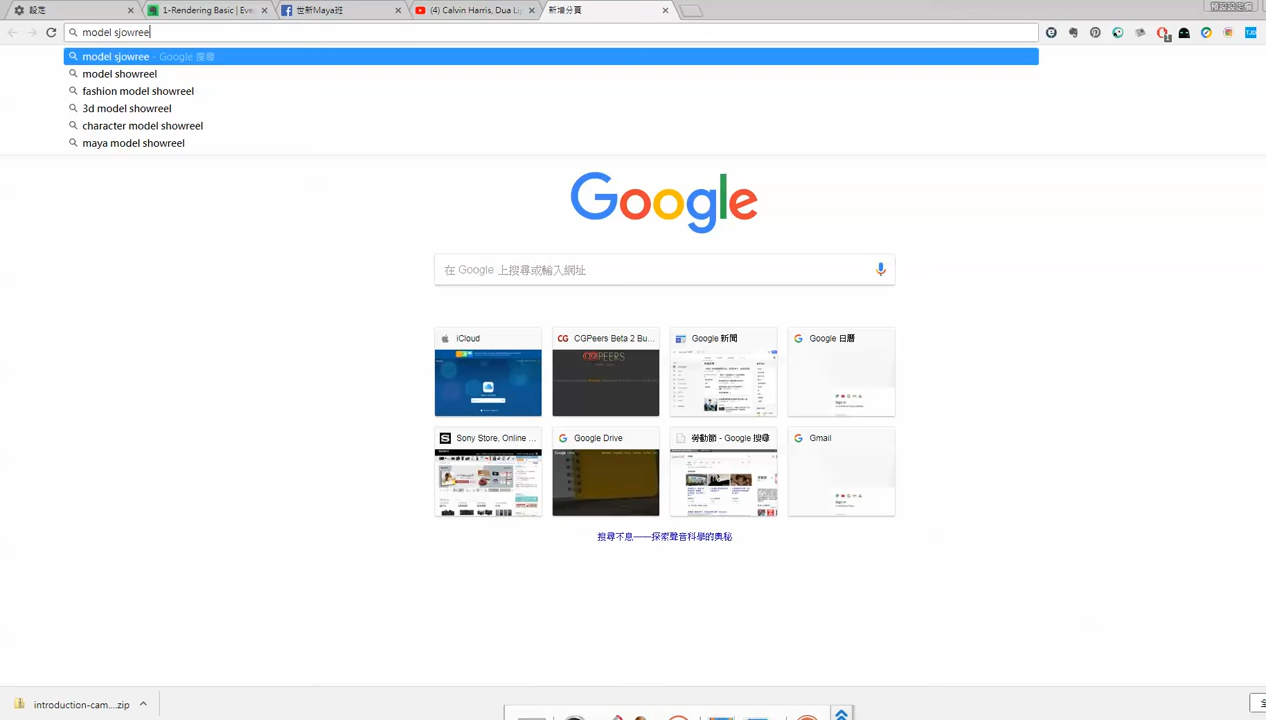 設定
1-Rendering Basic | Eve
世新Maya班
(4) Calvin Harris, Dua Lip
新增分頁
model sjowree
model sjowree - Google 搜尋
model showreel
fashion model showreel
3d model showreel
character model showreel
maya model showreel
Google
在 Google 上搜尋或輸入網址
iCloud
CG CGPeers Beta 2 Bu...
Google 新聞
Google 日曆
Sony Store, Online ...
Google Drive
勞動節 - Google 搜尋
Gmail
搜尋不息——探索聲音科學的奧秘
introduction-cam....zip